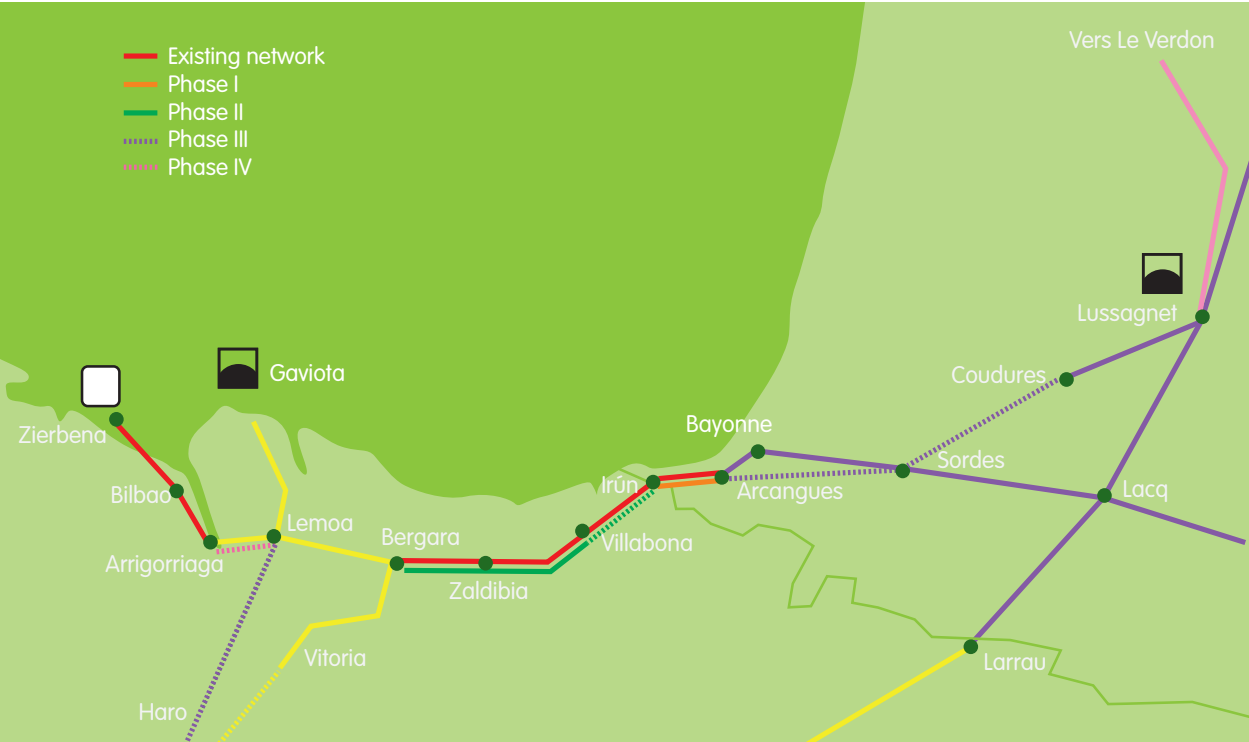 Existing network
Phase I
Phase II
Phase III
Phase IV
Vers Le Verdon
Lussagnet
Gaviota
Coudures
Zierbena
Bayonne
Sordes
Irún
Arcangues
Lacq
Bilbao
Lemoa
Bergara
Villabona
Arrigorriaga
Zaldibia
Vitoria
Larrau
Haro